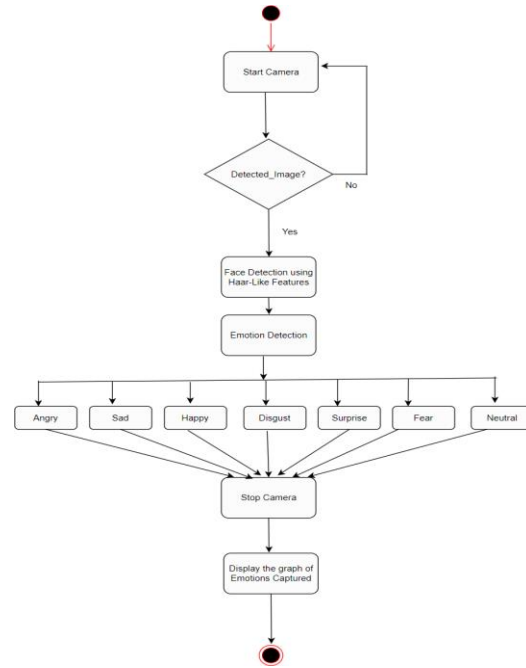 Start Camera
Detected_Image?
No
Yes
Face Detection using
Haar-Like Features
Emotion Detection
Angry
Sad
Happy
Disgust
Surprise
Fear
Neutral
Stop Camera
Display the graph of
Emotions Captured